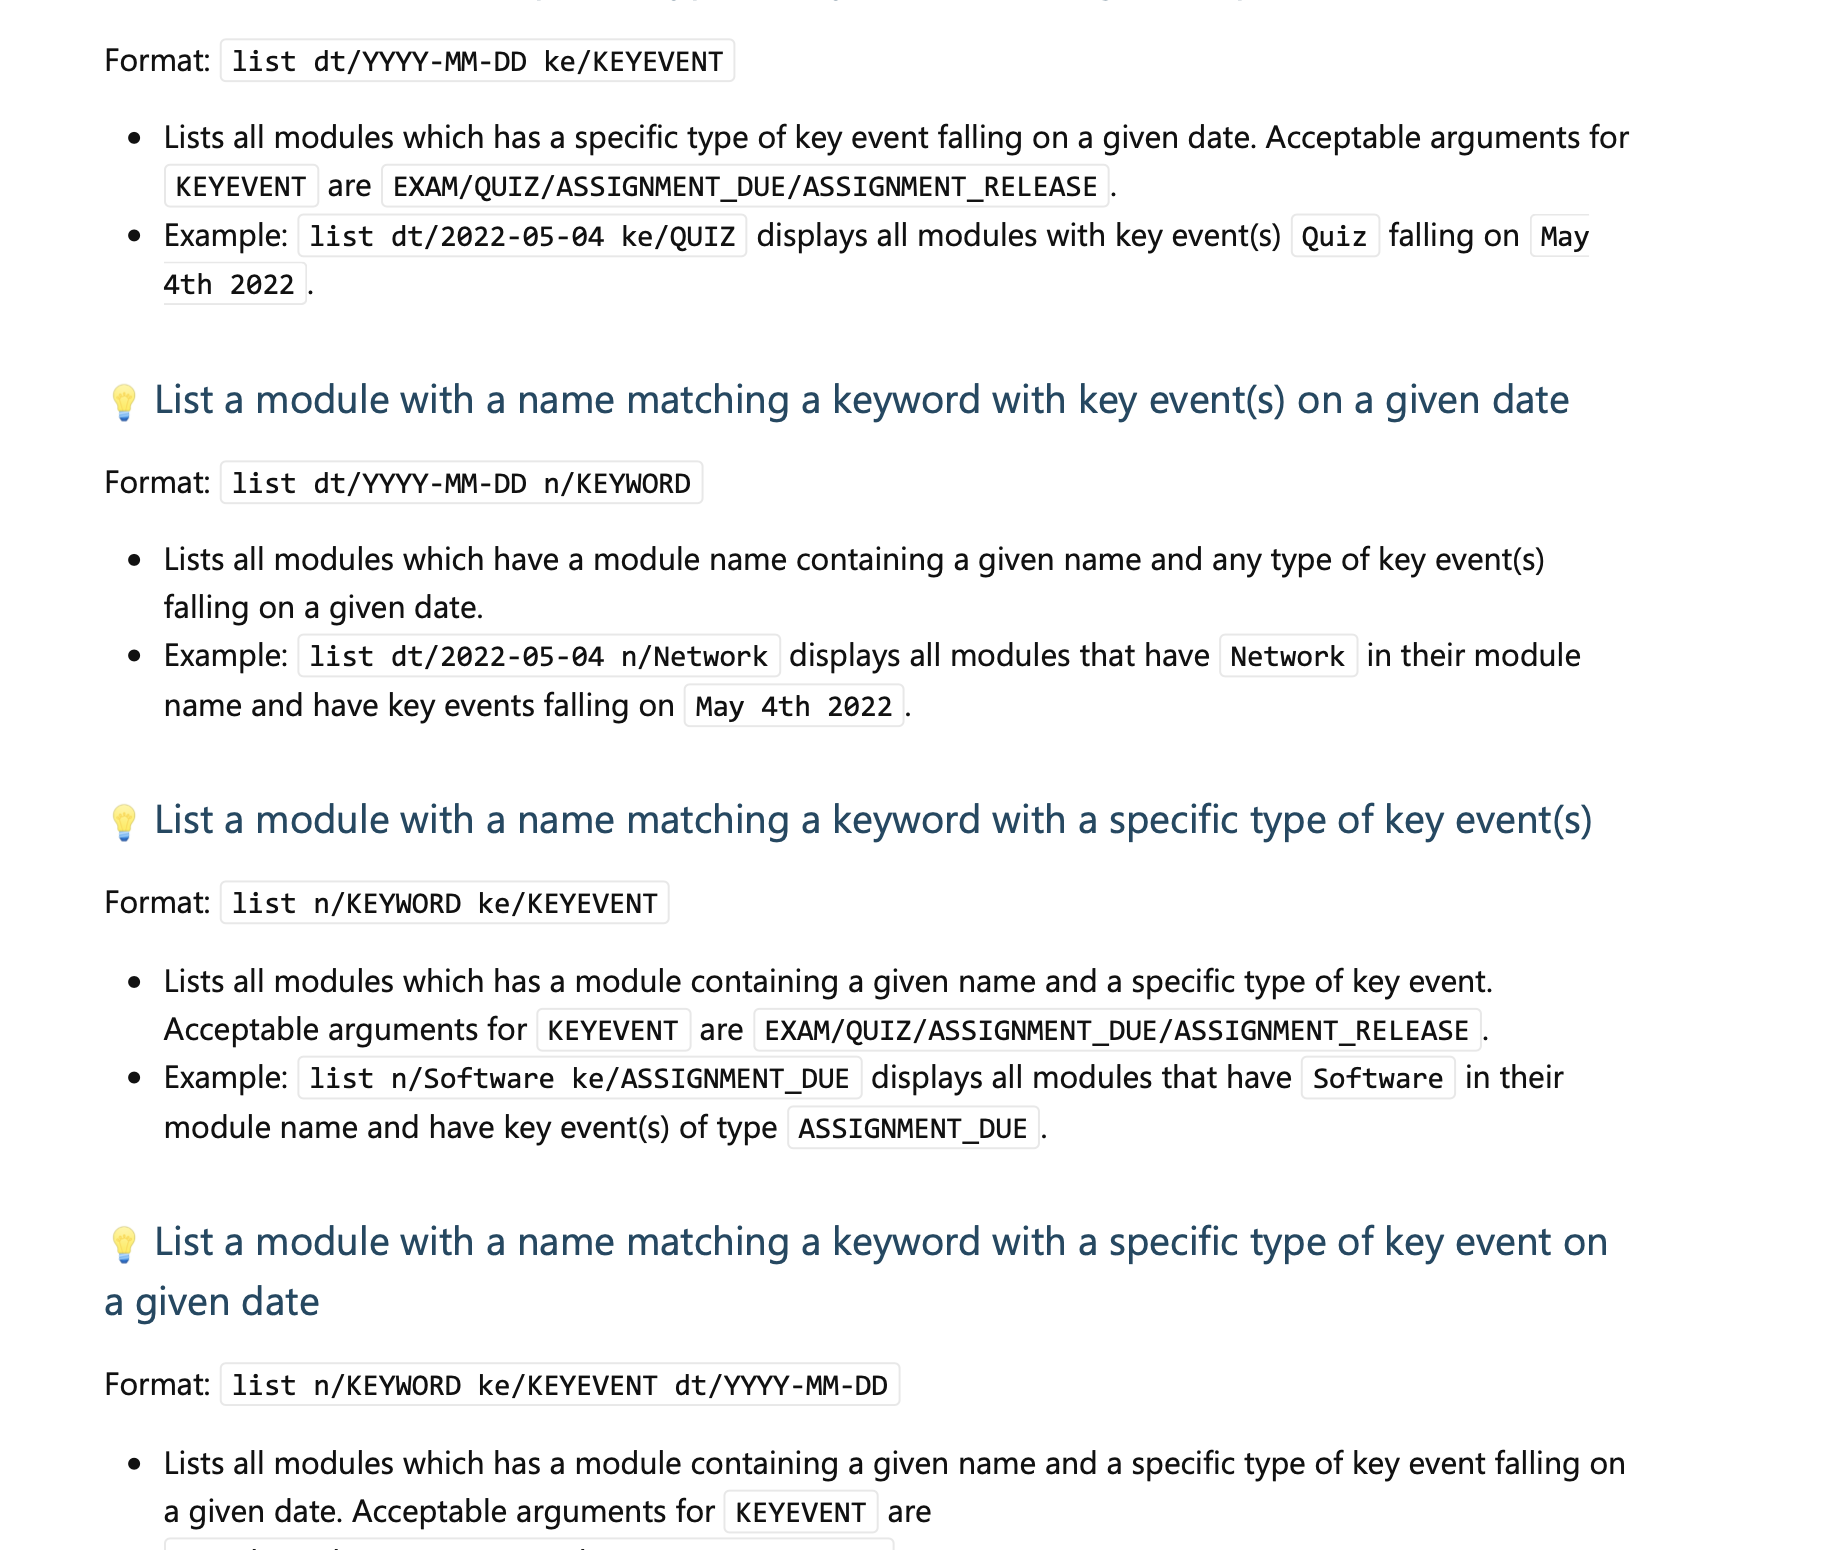 Format: list dt/YYYY-MM-DD ke/KEYEVENT
• Lists all modules which has a specific type of key event falling on a given date. Acceptable arguments for
KEYEVENT are EXAM/QUIZ/ASSIGNMENT_DUE/ASSIGNMENT_RELEASE.
• Example: list dt/2022-05-04 ke/QUIZ displays all modules with key event(s) Quiz falling on May
4th 2022.
💡 List a module with a name matching a keyword with key event(s) on a given date
Format: list dt/YYYY-MM-DD n/KEYWORD
• Lists all modules which have a module name containing a given name and any type of key event(s)
falling on a given date.
• Example: list dt/2022-05-04 n/Network displays all modules that have Network in their module
name and have key events falling on May 4th 2022.
💡 List a module with a name matching a keyword with a specific type of key event(s)
Format: list n/KEYWORD ke/KEYEVENT
• Lists all modules which has a module containing a given name and a specific type of key event.
Acceptable arguments for KEYEVENT are EXAM/QUIZ/ASSIGNMENT_DUE/ASSIGNMENT_RELEASE.
• Example: list n/Software ke/ASSIGNMENT_DUE displays all modules that have Software in their
module name and have key event(s) of type ASSIGNMENT_DUE.
💡 List a module with a name matching a keyword with a specific type of key event on
a given date
Format: list n/KEYWORD ke/KEYEVENT dt/YYYY-MM-DD
• Lists all modules which has a module containing a given name and a specific type of key event falling on
a given date. Acceptable arguments for KEYEVENT are